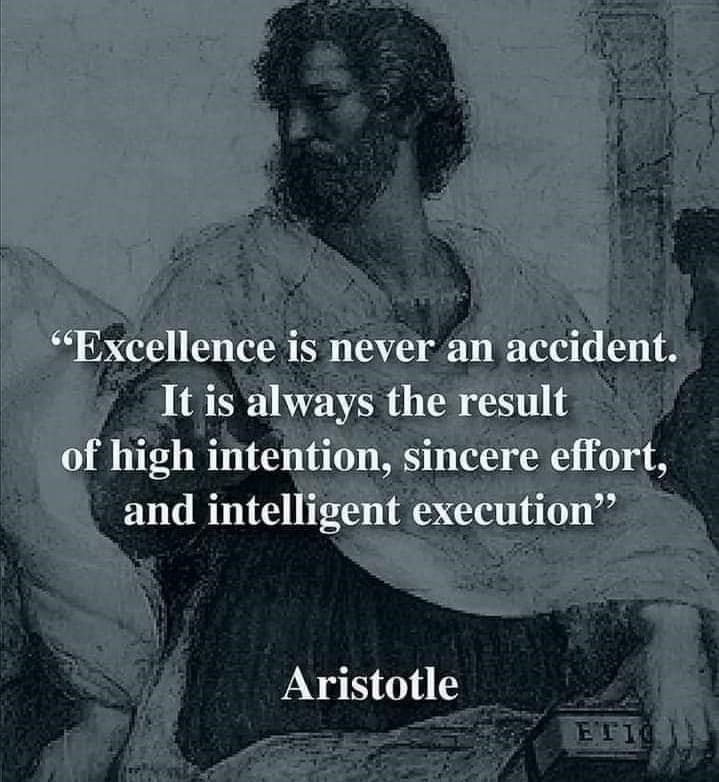 “Excellence is never an accident.
It is always the result
of high intention, sincere effort,
and intelligent execution”
Aristotle